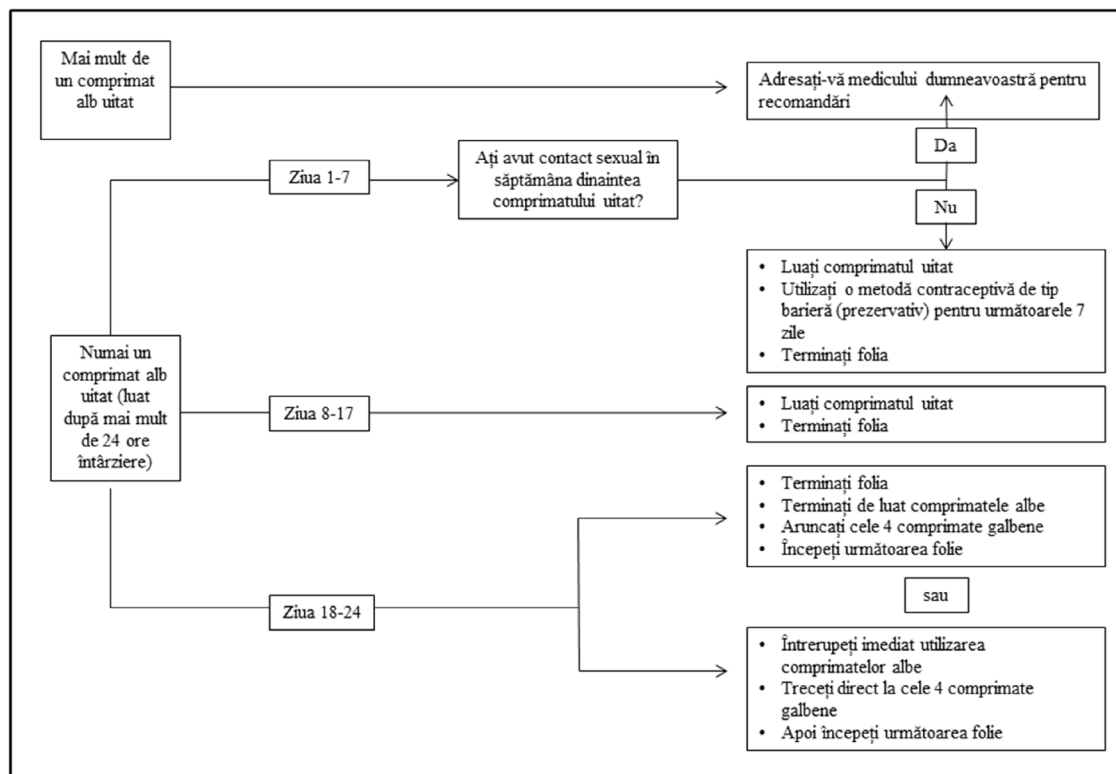 Mai mult de
un comprimat
alb uitat
Adresați-vă medicului dumneavoastră pentru
recomandări
Da
Ziua 1-7
Ați avut contact sexual în
săptămâna dinaintea
comprimatului uitat?
Nu
• Luați comprimatul uitat
• Utilizați o metodă contraceptivă de tip
barieră (prezervativ) pentru următoarele 7
zile
• Terminați folia
Numai un
comprimat alb
uitat (luat
după mai mult
de 24 ore
întârziere)
Ziua 8-17
• Luați comprimatul uitat
• Terminați folia
• Terminați folia
• Terminați de luat comprimatele albe
• Aruncați cele 4 comprimate galbene
• Începeți următoarea folie
Ziua 18-24
sau
• Întrerupeți imediat utilizarea
comprimatelor albe
• Treceți direct la cele 4 comprimate
galbene
• Apoi începeți următoarea folie